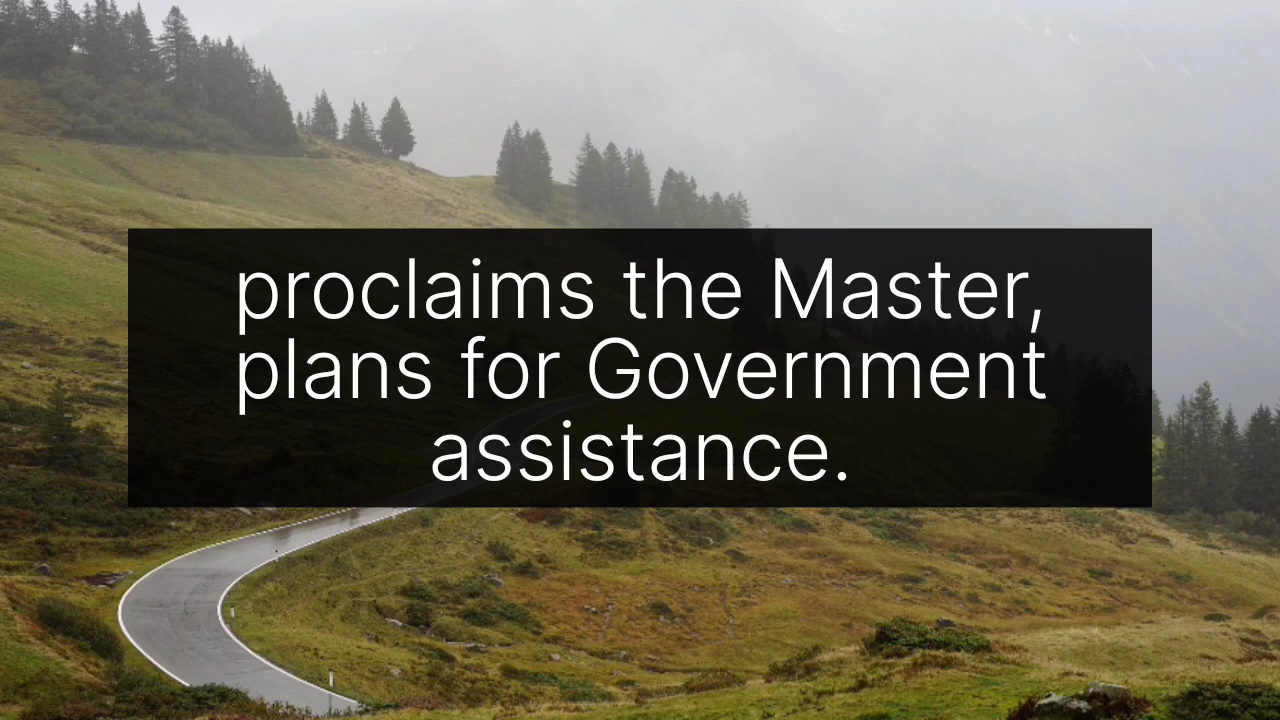 proclaims the Master,
plans for Government
assistance.